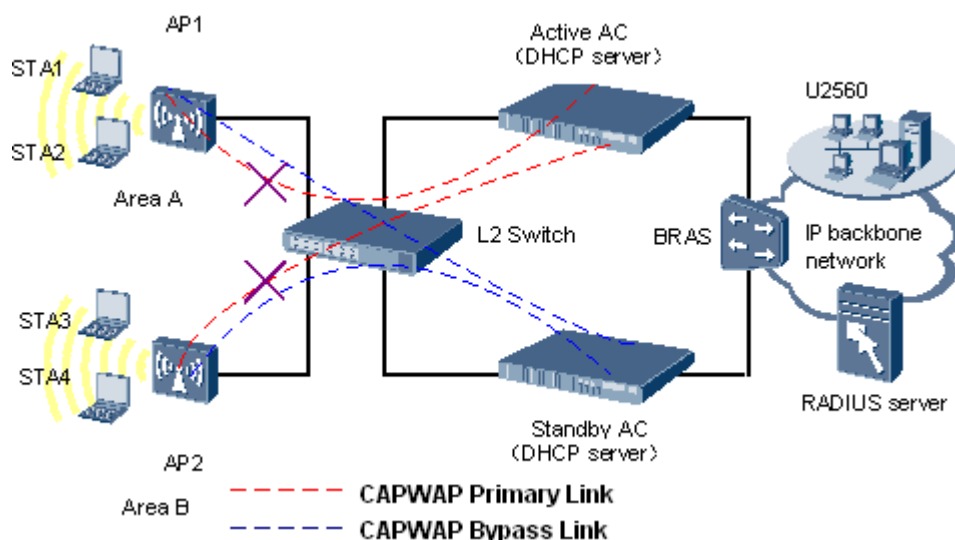 AP1
Active AC
(DHCP server)
STA1
U2560
STA2
Area A
L2 Switch
BRAS
IP backbone
network
STA3
STA4
RADIUS server
Standby AC
(DHCP server)
AP2
Area B
CAPWAP Primary Link
CAPWAP Bypass Link